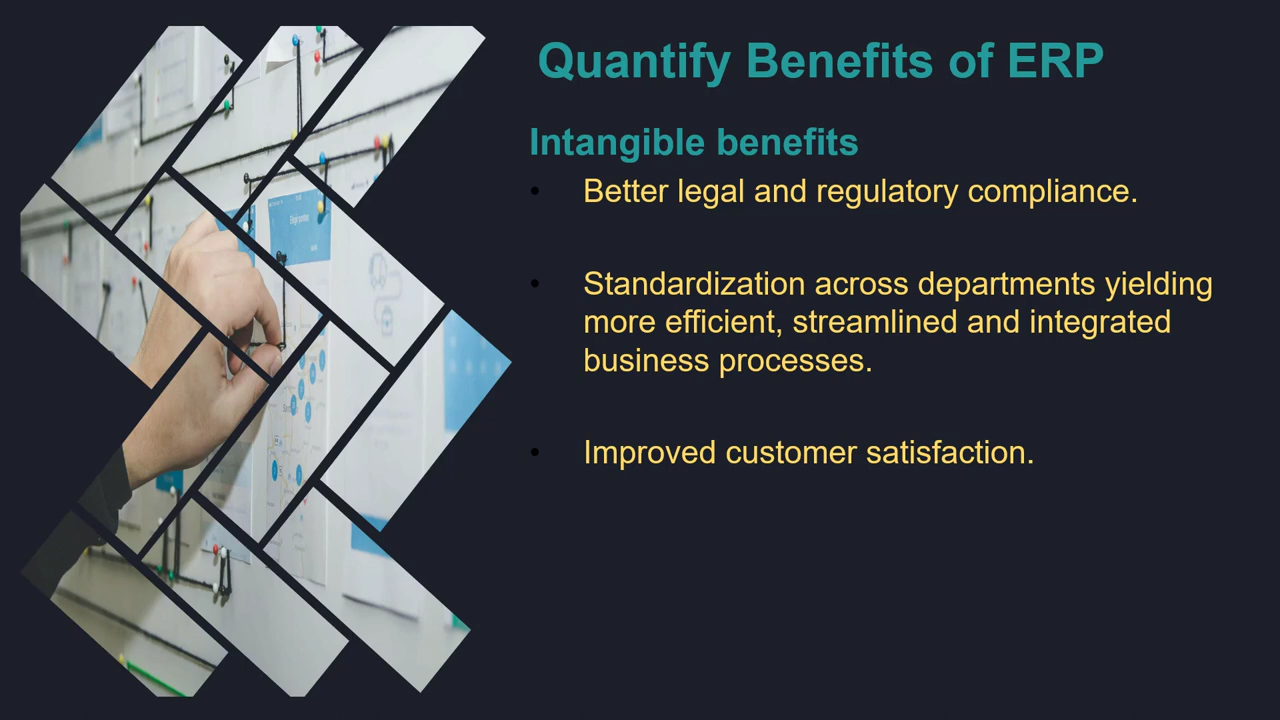 Quantify Benefits of ERP
Intangible benefits
• Better legal and regulatory compliance.
• Standardization across departments yielding
more efficient, streamlined and integrated
business processes.
• Improved customer satisfaction.